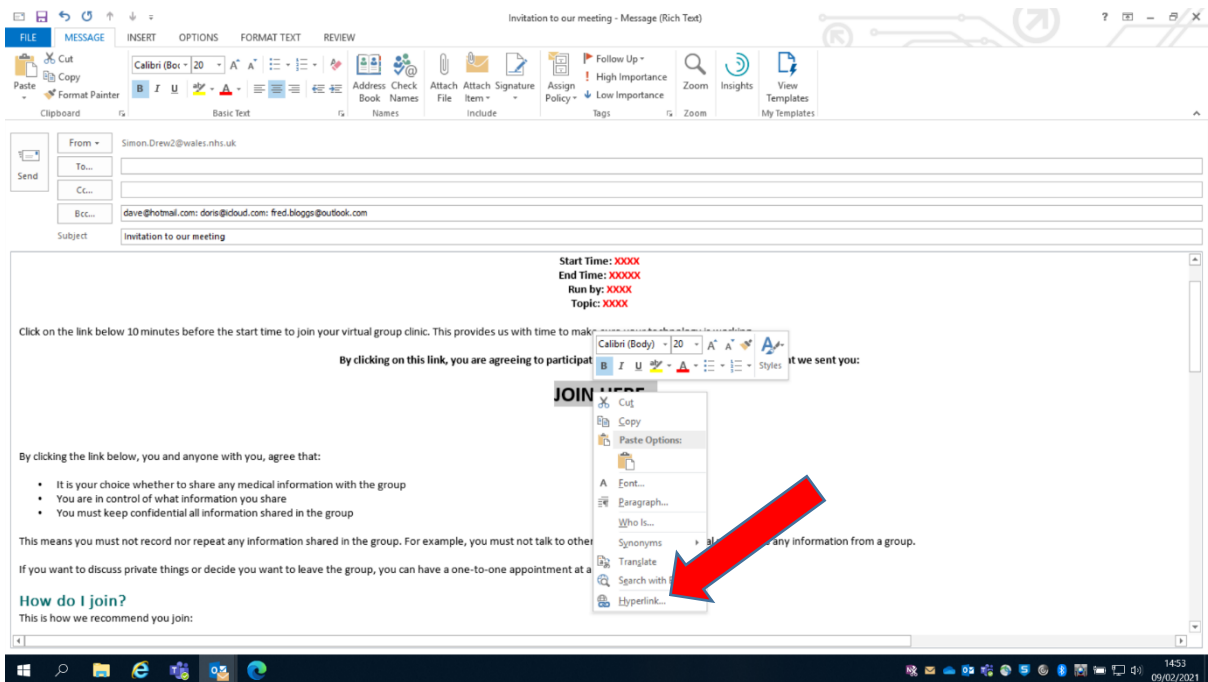 Invitation to our meeting - Message (Rich Text)
FILE MESSAGE INSERT OPTIONS FORMAT TEXT REVIEW
Paste
Cut
Copy
Format Painter
Clipboard
Calibri (Boc 20
B I U
Basic Text
Address Book
Check Names
Names
Attach File
Attach Item
Signature
Include
Assign Policy
Follow Up
High Importance
Low Importance
Tags
Zoom
Zoom
Insights
View Templates
My Templates
Send
From Simon.Drew2@wales.nhs.uk
To...
Cc...
Bcc... dave@hotmail.com: doris@icloud.com: fred.bloggs@outlook.com
Subject Invitation to our meeting
Start Time: XXXX
End Time: XXXXX
Run by: XXXX
Topic: XXXX
Click on the link below 10 minutes before the start time to join your virtual group clinic. This provides us with time to make sure your technology is working
By clicking on this link, you are agreeing to participat t we sent you:
Calibri (Body) 20
B I U
Styles
JOIN HERE
Cut
Copy
Paste Options:
Font...
Paragraph...
Who Is...
Synonyms
Translate
Search with
Hyperlink...
By clicking the link below, you and anyone with you, agree that:
• It is your choice whether to share any medical information with the group
• You are in control of what information you share
• You must keep confidential all information shared in the group
This means you must not record nor repeat any information shared in the group. For example, you must not talk to other any information from a group.
If you want to discuss private things or decide you want to leave the group, you can have a one-to-one appointment at a
How do I join?
This is how we recommend you join:
14:53
09/02/2021